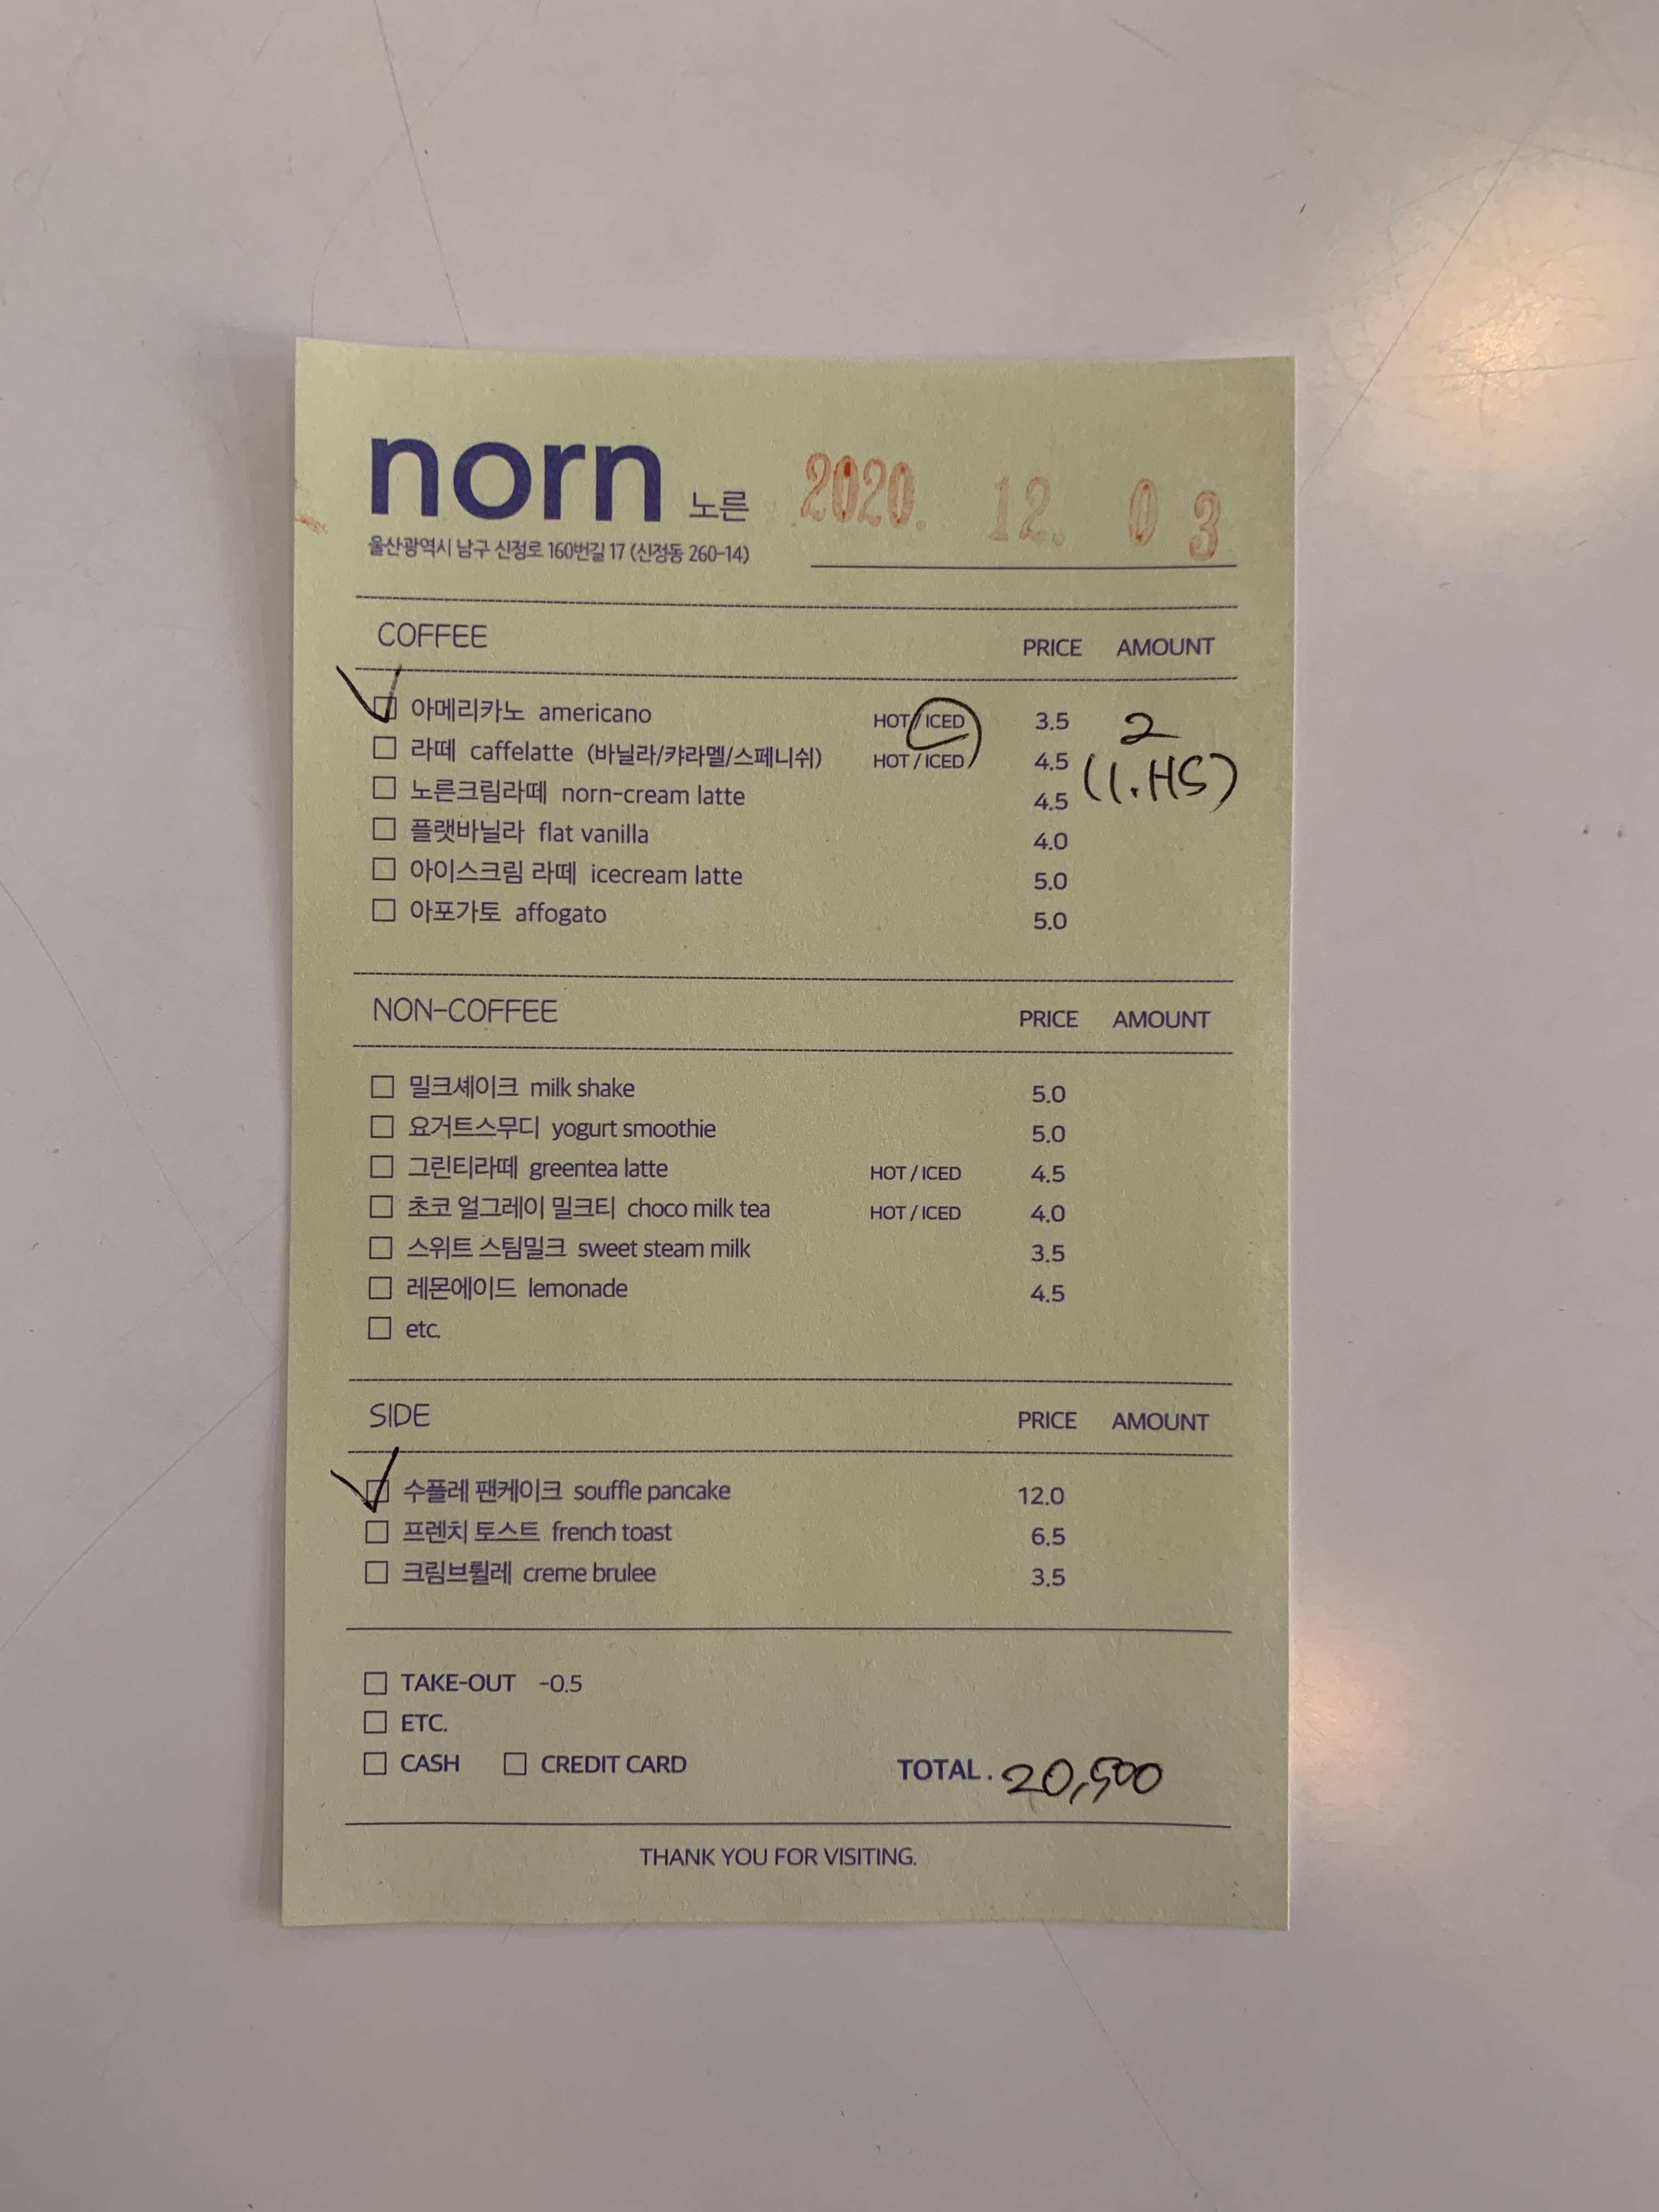 norn 노른 2020. 12. 03
울산광역시 남구 신정로 160번길 17 (신정동 260-14)
COFFEE PRICE AMOUNT
아메리카노 americano HOT / ICED 3.5 2
라떼 caffelatte (바닐라/캬라멜/스페니쉬) HOT / ICED 4.5 (1.HS)
노른크림라떼 norn-cream latte 4.5
플랫바닐라 flat vanilla 4.0
아이스크림 라떼 icecream latte 5.0
아포가토 affogato 5.0
NON-COFFEE PRICE AMOUNT
밀크셰이크 milk shake 5.0
요거트스무디 yogurt smoothie 5.0
그린티라떼 greentea latte HOT / ICED 4.5
초코 얼그레이 밀크티 choco milk tea HOT / ICED 4.0
스위트 스팀밀크 sweet steam milk 3.5
레몬에이드 lemonade 4.5
etc.
SIDE PRICE AMOUNT
수플레 팬케이크 souffle pancake 12.0
프렌치 토스트 french toast 6.5
크림브륄레 creme brulee 3.5
TAKE-OUT -0.5
ETC.
CASH CREDIT CARD TOTAL. 20,500
THANK YOU FOR VISITING.